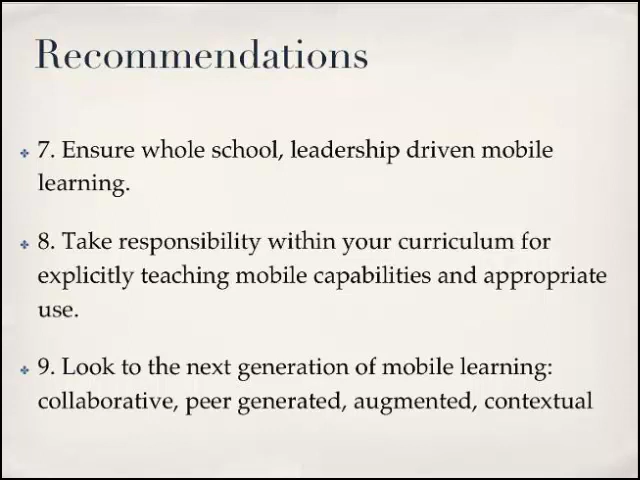 Recommendations
7. Ensure whole school, leadership driven mobile
learning.
8. Take responsibility within your curriculum for
explicitly teaching mobile capabilities and appropriate
use.
9. Look to the next generation of mobile learning:
collaborative, peer generated, augmented, contextual